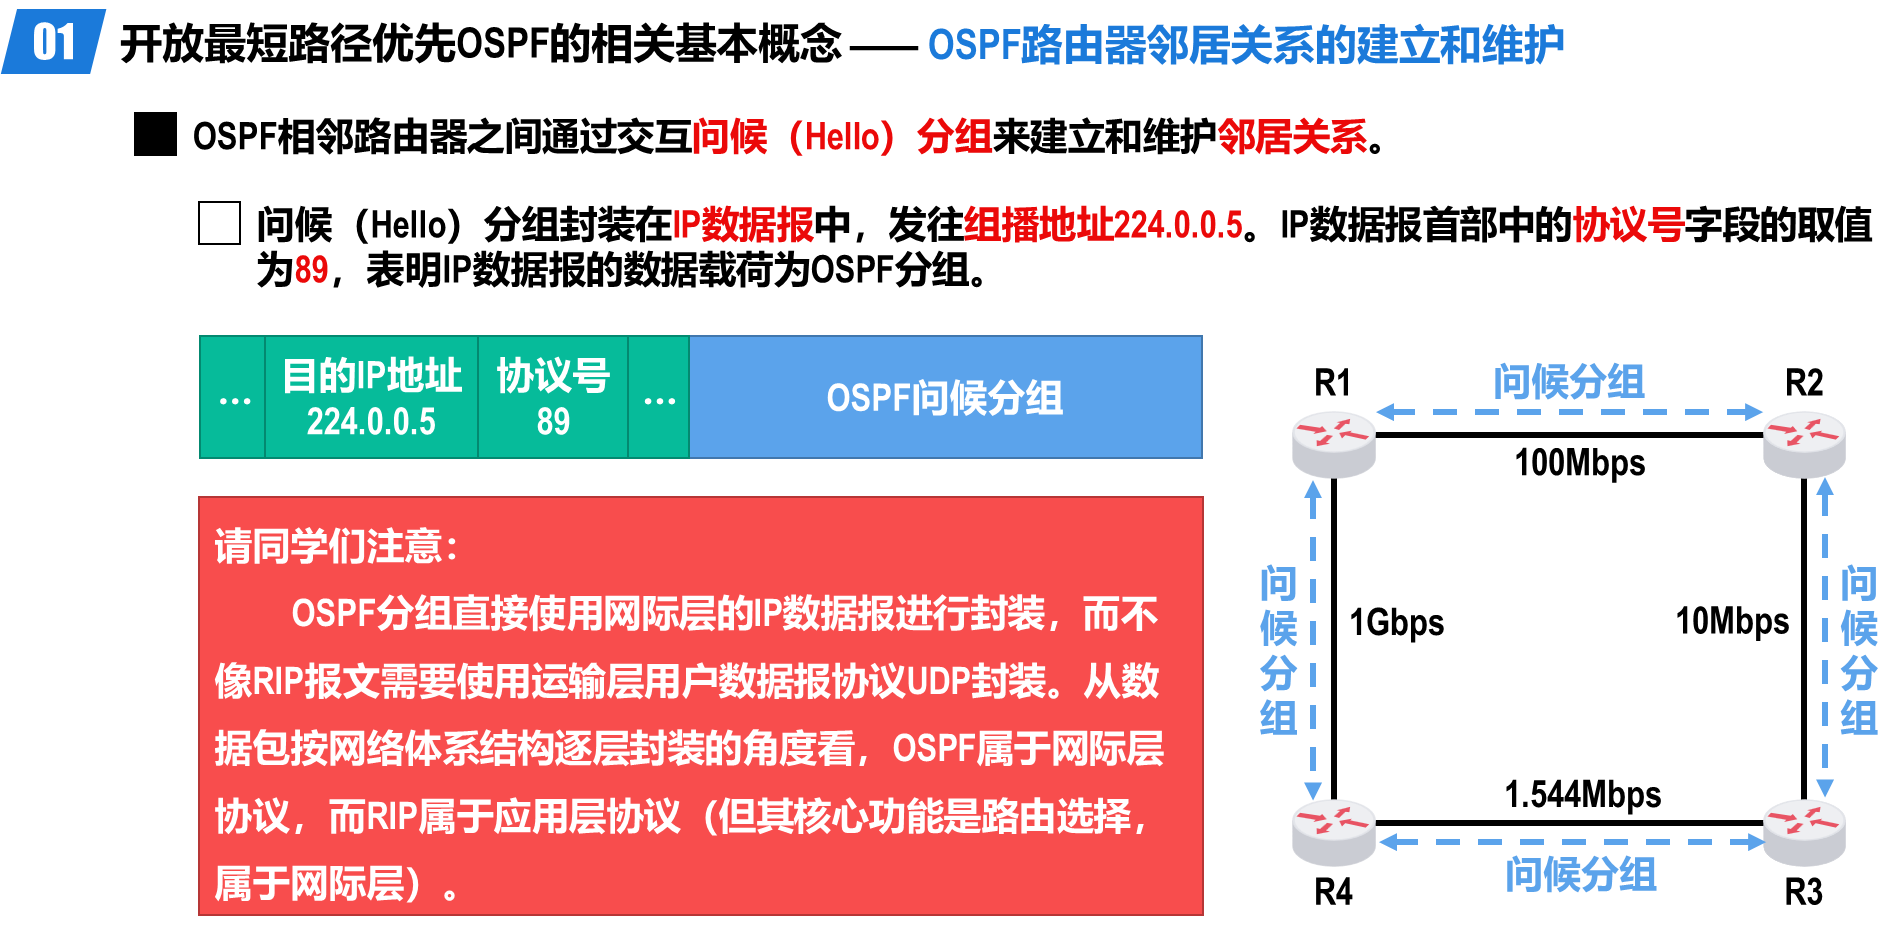 01 开放最短路径优先OSPF的相关基本概念 —— OSPF路由器邻居关系的建立和维护
OSPF相邻路由器之间通过交互问候（Hello）分组来建立和维护邻居关系。
问候（Hello）分组封装在IP数据报中，发往组播地址224.0.0.5。IP数据报首部中的协议号字段的取值
为89，表明IP数据报的数据载荷为OSPF分组。
... 目的IP地址 协议号 ... OSPF问候分组
224.0.0.5 89
请同学们注意：
OSPF分组直接使用网际层的IP数据报进行封装，而不
像RIP报文需要使用运输层用户数据报协议UDP封装。从数
据包按网络体系结构逐层封装的角度看，OSPF属于网际层
协议，而RIP属于应用层协议（但其核心功能是路由选择，
属于网际层）。
R1 问候分组 R2
100Mbps
问候分组
1Gbps
10Mbps
问候分组
1.544Mbps
问候分组
R4 R3